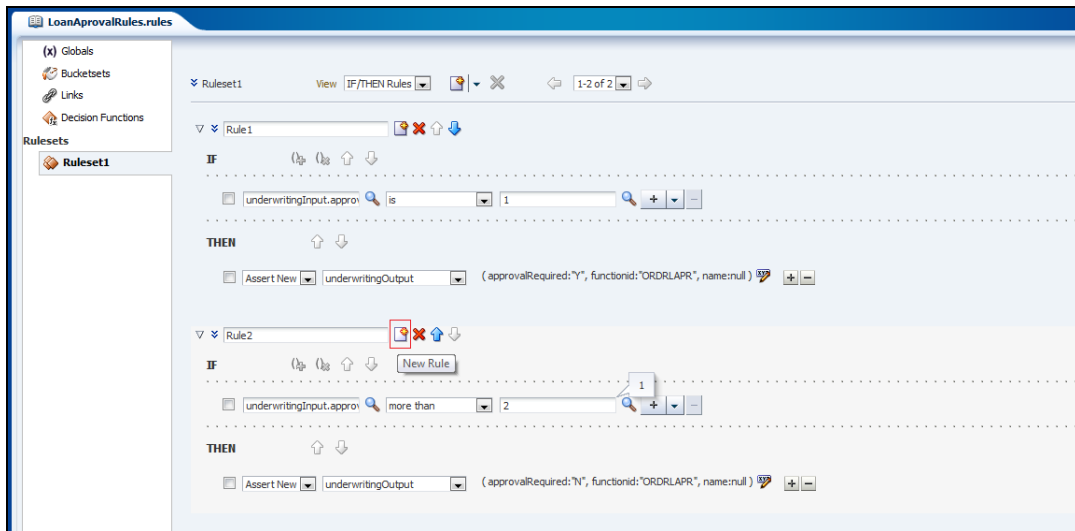 LoanAprovalRules.rules
(x) Globals
Bucketsets
Links
Decision Functions
Rulesets
Ruleset1
Ruleset1 View IF/THEN Rules 1-2 of 2
Rule1
IF
underwritingInput.approv is 1
THEN
Assert New underwritingOutput ( approvalRequired:"Y", functionid:"ORDRLAPR", name:null )
Rule2
New Rule
IF
1
underwritingInput.approv more than 2
THEN
Assert New underwritingOutput ( approvalRequired:"N", functionid:"ORDRLAPR", name:null )